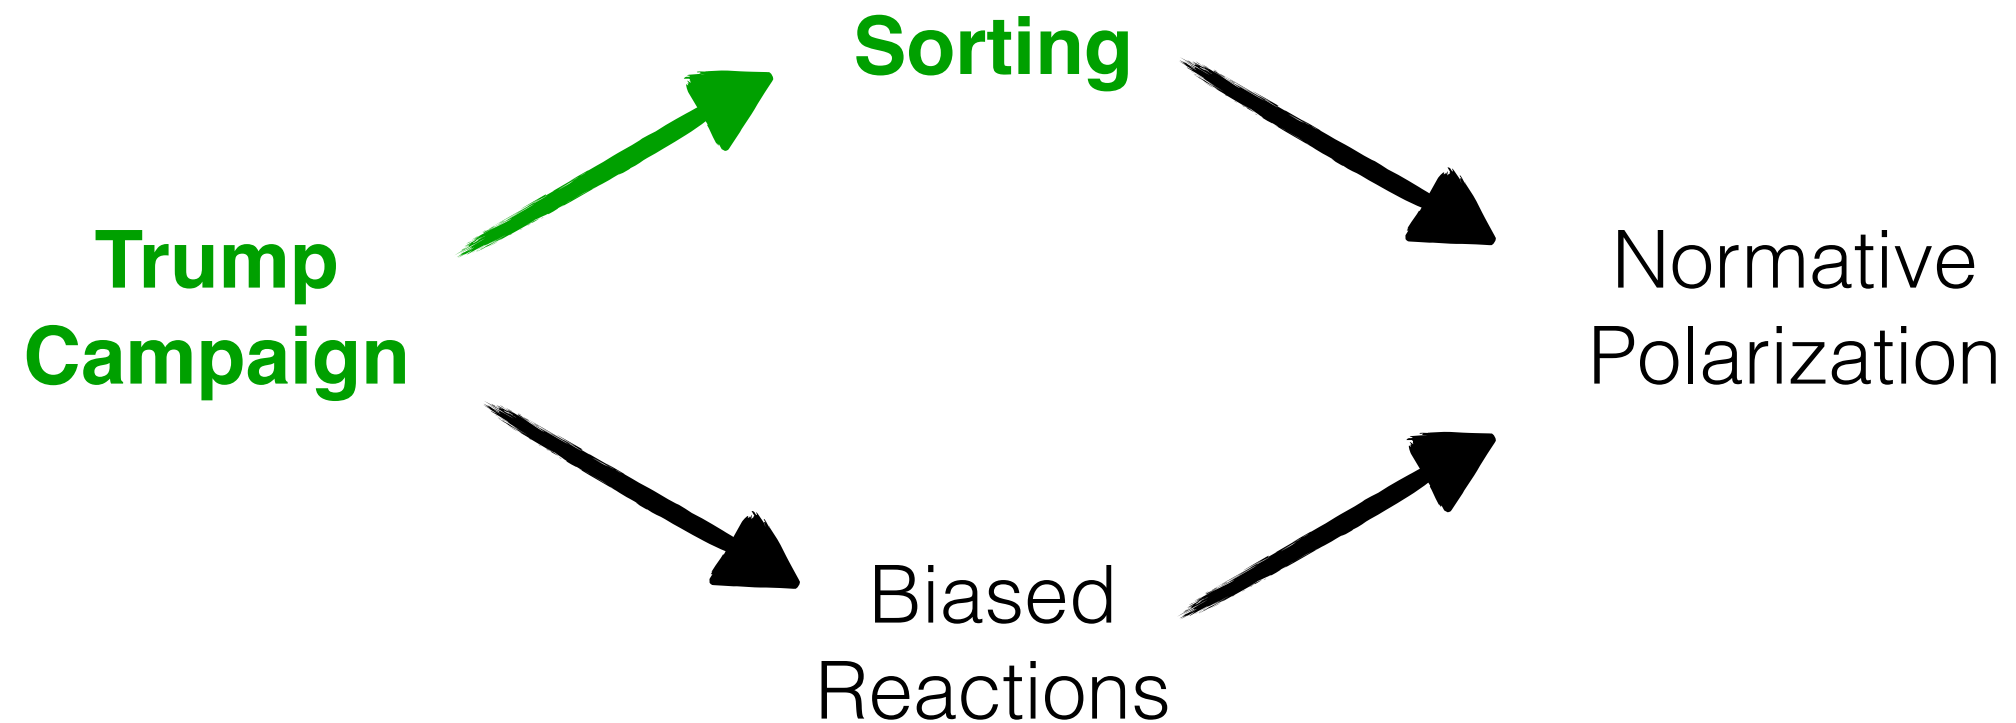 Sorting
Trump
Campaign
Normative
Polarization
Biased
Reactions